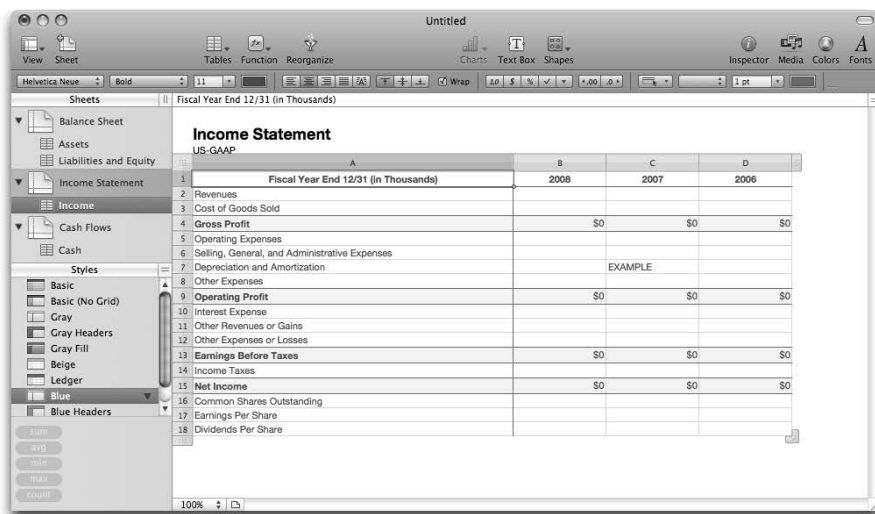 Untitled
View Sheet Tables Function Reorganize Charts Text Box Shapes Inspector Media Colors Fonts
Helvetica Neue Bold 11 Wrap 1.0 $ % 1 pt
Sheets
Fiscal Year End 12/31 (in Thousands)
Balance Sheet
Assets
Liabilities and Equity
Income Statement
Income
Cash Flows
Cash
Styles
Basic
Basic (No Grid)
Gray
Gray Headers
Gray Fill
Beige
Ledger
Blue
Blue Headers
sum
avg
min
max
count
Income Statement
US-GAAP
A B C D
1 Fiscal Year End 12/31 (in Thousands) 2008 2007 2006
2 Revenues
3 Cost of Goods Sold
4 Gross Profit $0 $0 $0
5 Operating Expenses
6 Selling, General, and Administrative Expenses
7 Depreciation and Amortization EXAMPLE
8 Other Expenses
9 Operating Profit $0 $0 $0
10 Interest Expense
11 Other Revenues or Gains
12 Other Expenses or Losses
13 Earnings Before Taxes $0 $0 $0
14 Income Taxes
15 Net Income $0 $0 $0
16 Common Shares Outstanding
17 Earnings Per Share
18 Dividends Per Share
100%